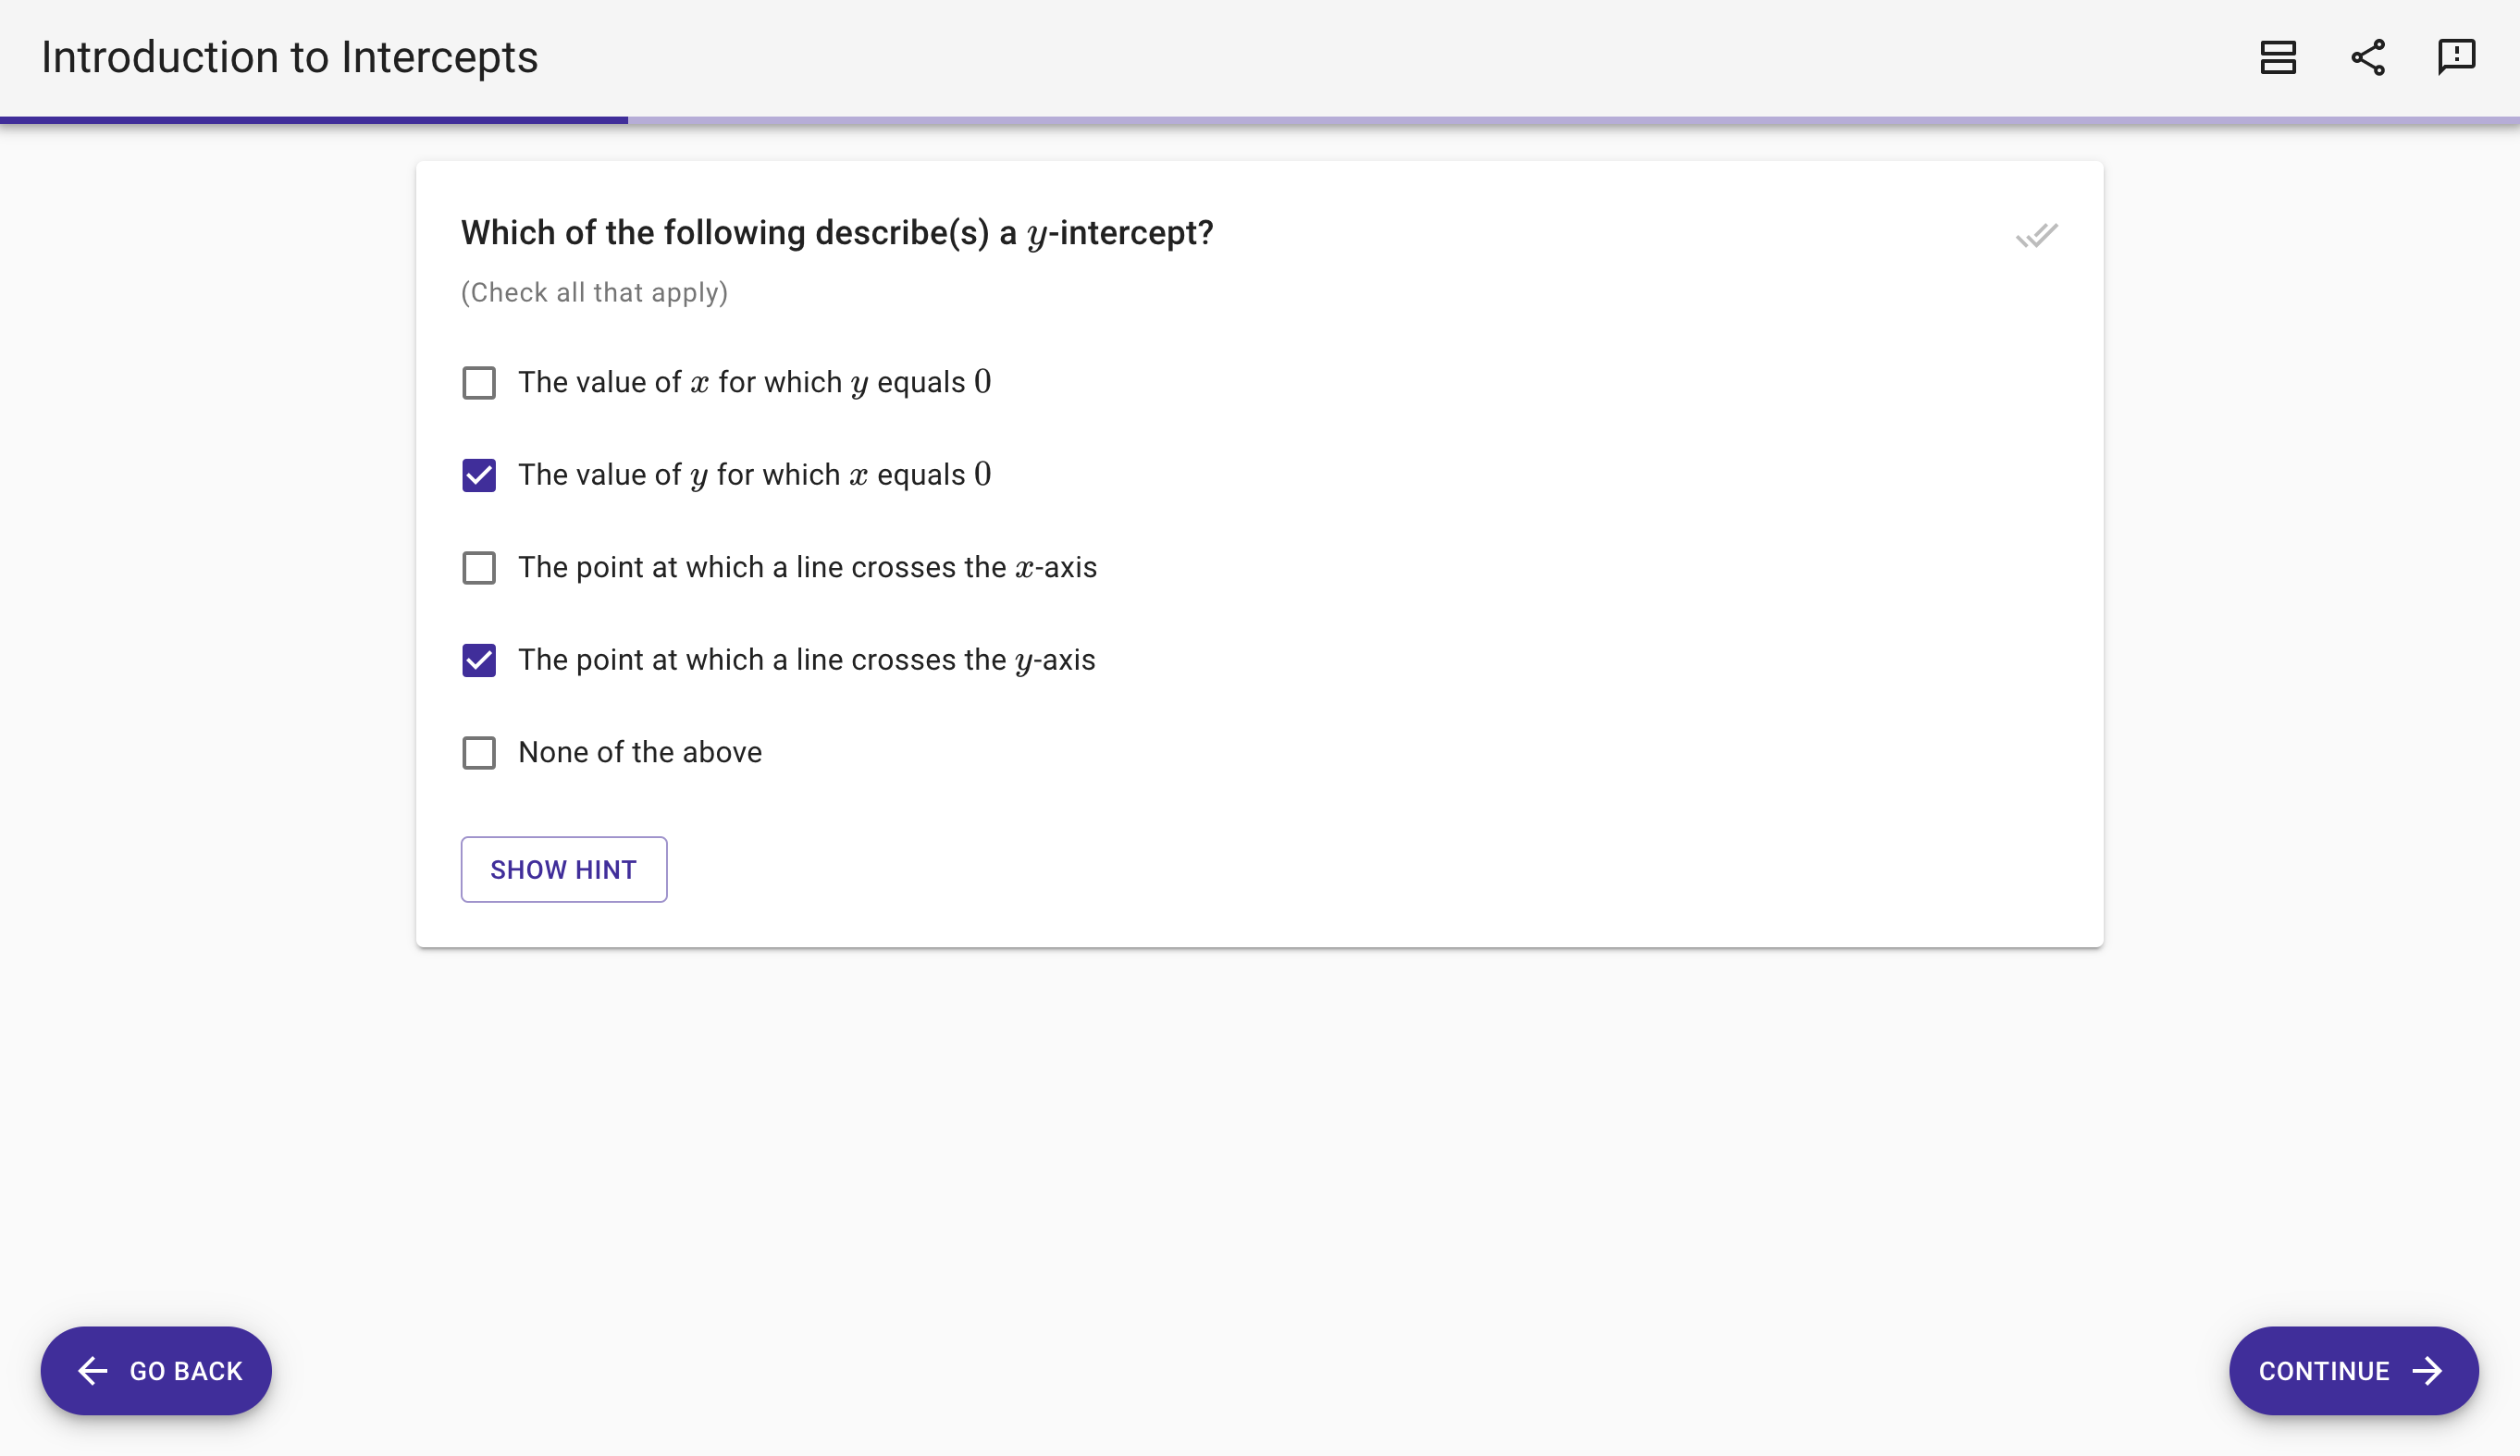 Introduction to Intercepts
Which of the following describe(s) a y-intercept?
(Check all that apply)
The value of x for which y equals 0
The value of y for which x equals 0
The point at which a line crosses the x-axis
The point at which a line crosses the y-axis
None of the above
SHOW HINT
GO BACK
CONTINUE